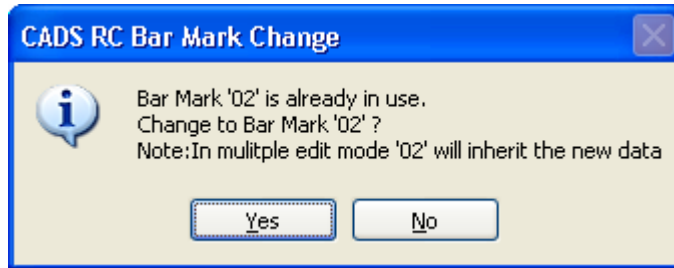 CADS RC Bar Mark Change
Bar Mark '02' is already in use.
Change to Bar Mark '02' ?
Note:In mulitple edit mode '02' will inherit the new data
Yes
No